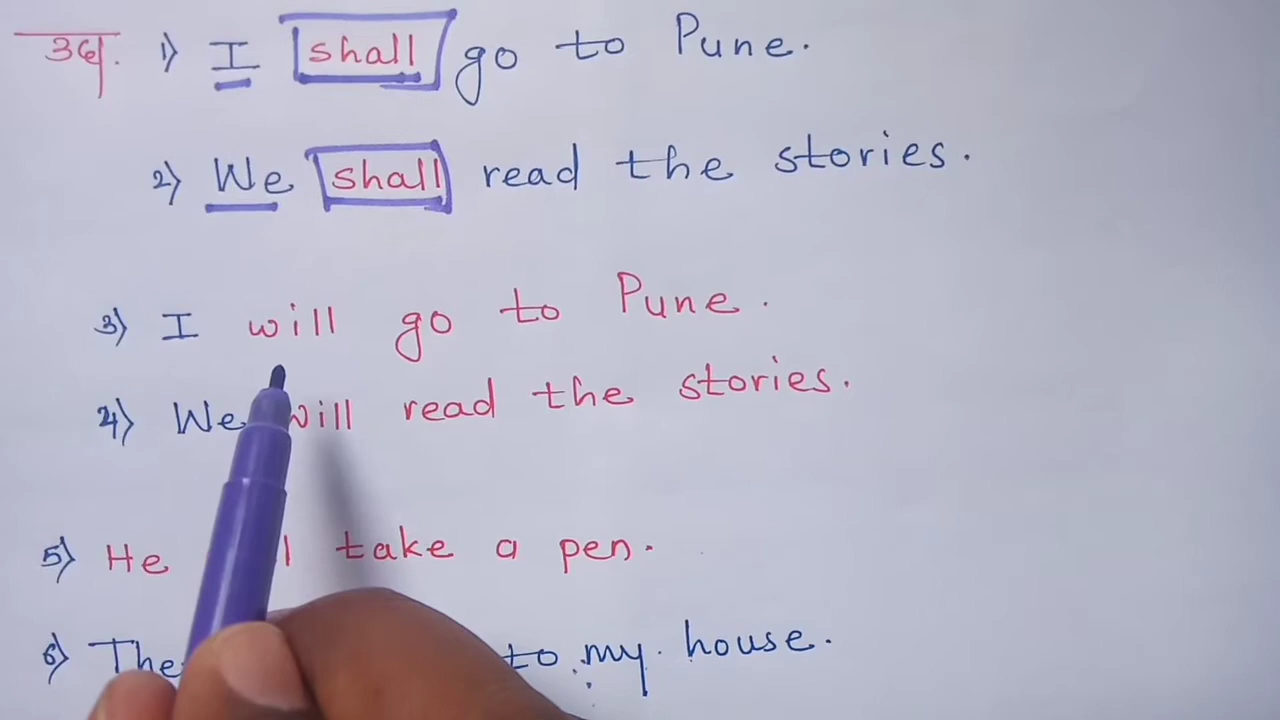 1) I shall go to Pune.
2) We shall read the stories.
3) I will go to Pune.
4) We will read the stories.
5) He take a pen.
6) to my house.